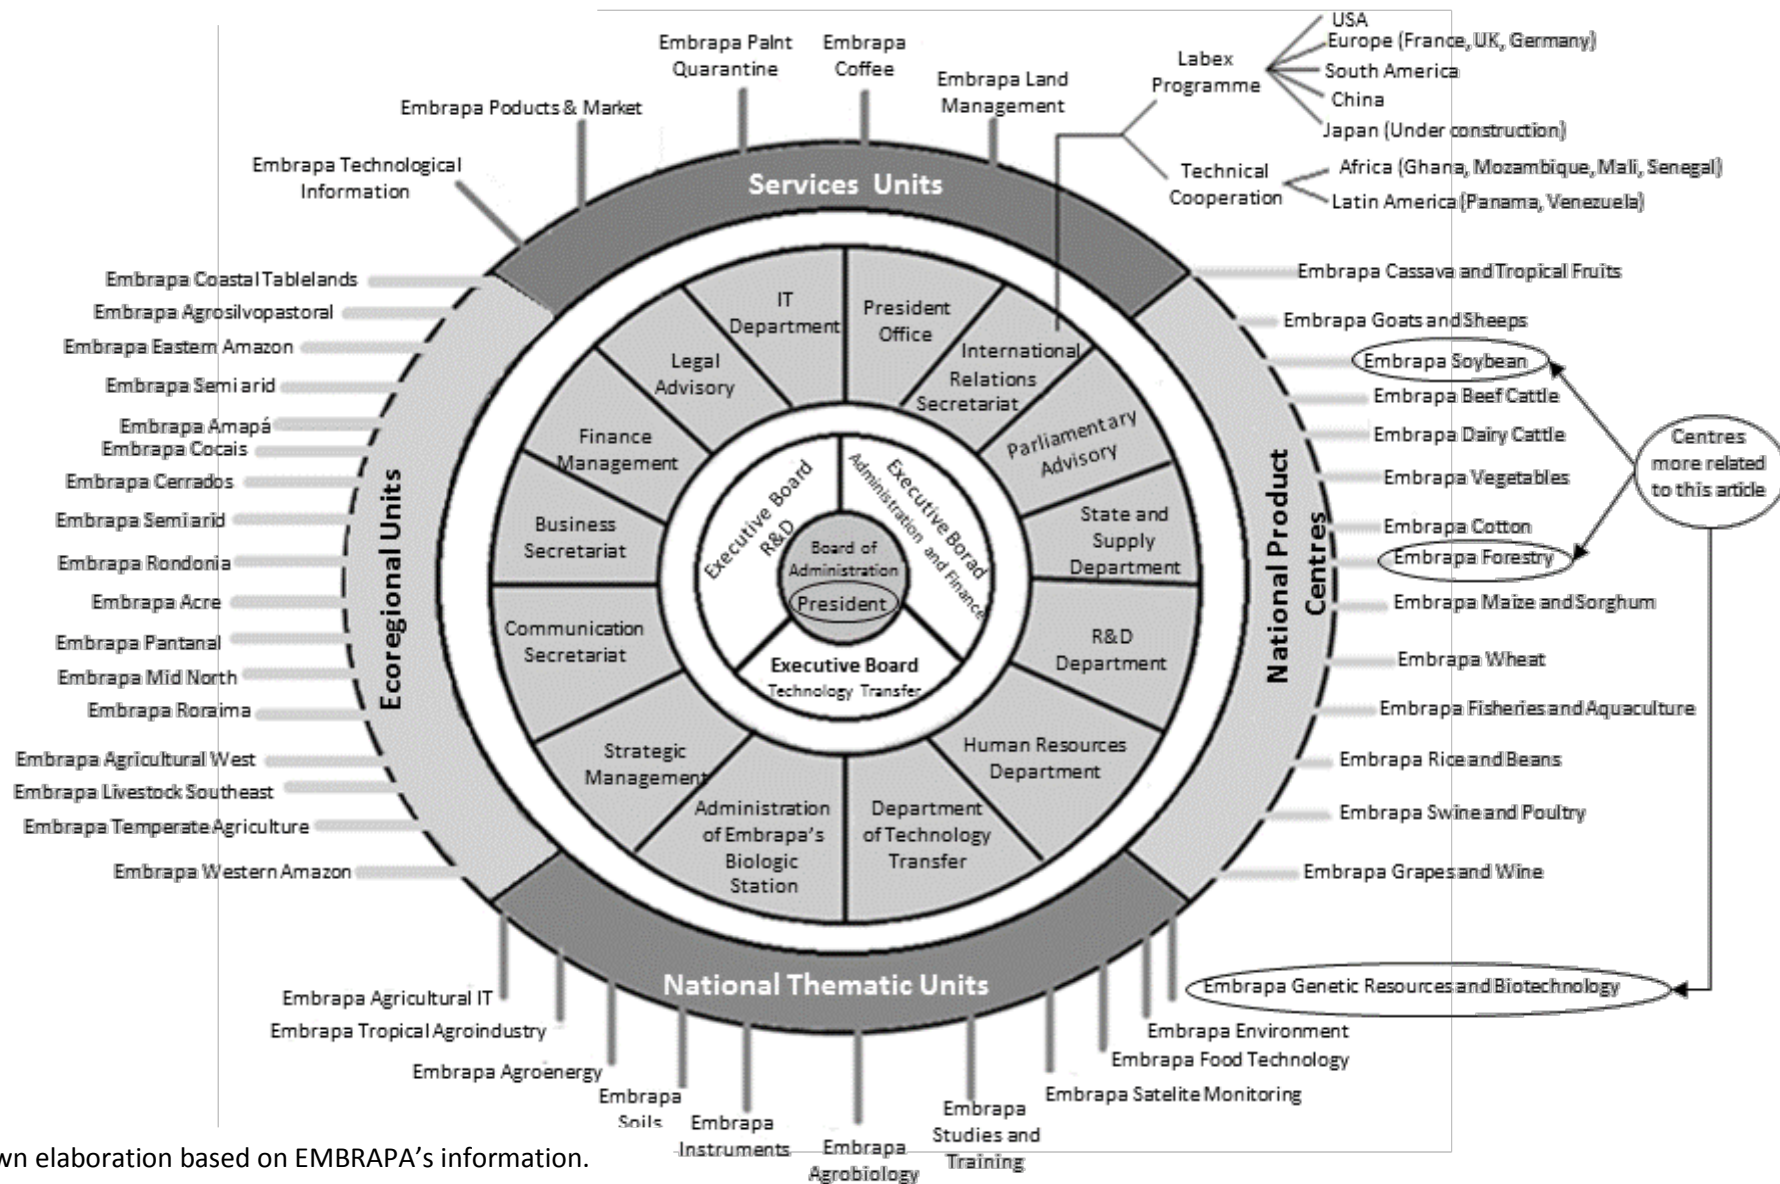 Embrapa Palnt
Quarantine
Embrapa
Coffee
Embrapa Land
Management
Embrapa Poducts & Market
Embrapa Technological
Information
Labex
Programme
USA
Europe (France, UK, Germany)
South America
China
Japan (Under construction)
Technical
Cooperation
Africa (Ghana, Mozambique, Mali, Senegal)
Latin America (Panama, Venezuela)
Services Units
Embrapa Coastal Tablelands
Embrapa Agrosilvopastoral
Embrapa Eastern Amazon
Embrapa Semiarid
Embrapa Amapá
Embrapa Cocais
Embrapa Cerrados
Embrapa Semiarid
Embrapa Rondonia
Embrapa Acre
Embrapa Pantanal
Embrapa Mid North
Embrapa Roraima
Embrapa Agricultural West
Embrapa Livestock Southeast
Embrapa Temperate Agriculture
Embrapa Western Amazon
Ecoregional Units
IT
Department
President
Office
International
Relations
Secretariat
Parliamentary
Advisory
State and
Supply
Department
R&D
Department
Human Resources
Department
Department
of Technology
Transfer
Administration
of Embrapa's
Biologic
Station
Strategic
Management
Communication
Secretariat
Business
Secretariat
Finance
Management
Legal
Advisory
Executive Board
R&D
Executive Borad
Administration and Finance
Board of
Administration
President
Executive Board
Technology Transfer
National Product
Centres
Embrapa Cassava and Tropical Fruits
Embrapa Goats and Sheeps
Embrapa Soybean
Embrapa Beef Cattle
Embrapa Dairy Cattle
Embrapa Vegetables
Embrapa Cotton
Embrapa Forestry
Embrapa Maize and Sorghum
Embrapa Wheat
Embrapa Fisheries and Aquaculture
Embrapa Rice and Beans
Embrapa Swine and Poultry
Embrapa Grapes and Wine
Centres
more related
to this article
National Thematic Units
Embrapa Genetic Resources and Biotechnology
Embrapa Agricultural IT
Embrapa Tropical Agroindustry
Embrapa Agroenergy
Embrapa
Soils
Embrapa
Instruments
Embrapa
Agrobiology
Embrapa
Studies and
Training
Embrapa Satelite Monitoring
Embrapa Food Technology
Embrapa Environment
wn elaboration based on EMBRAPA's information.